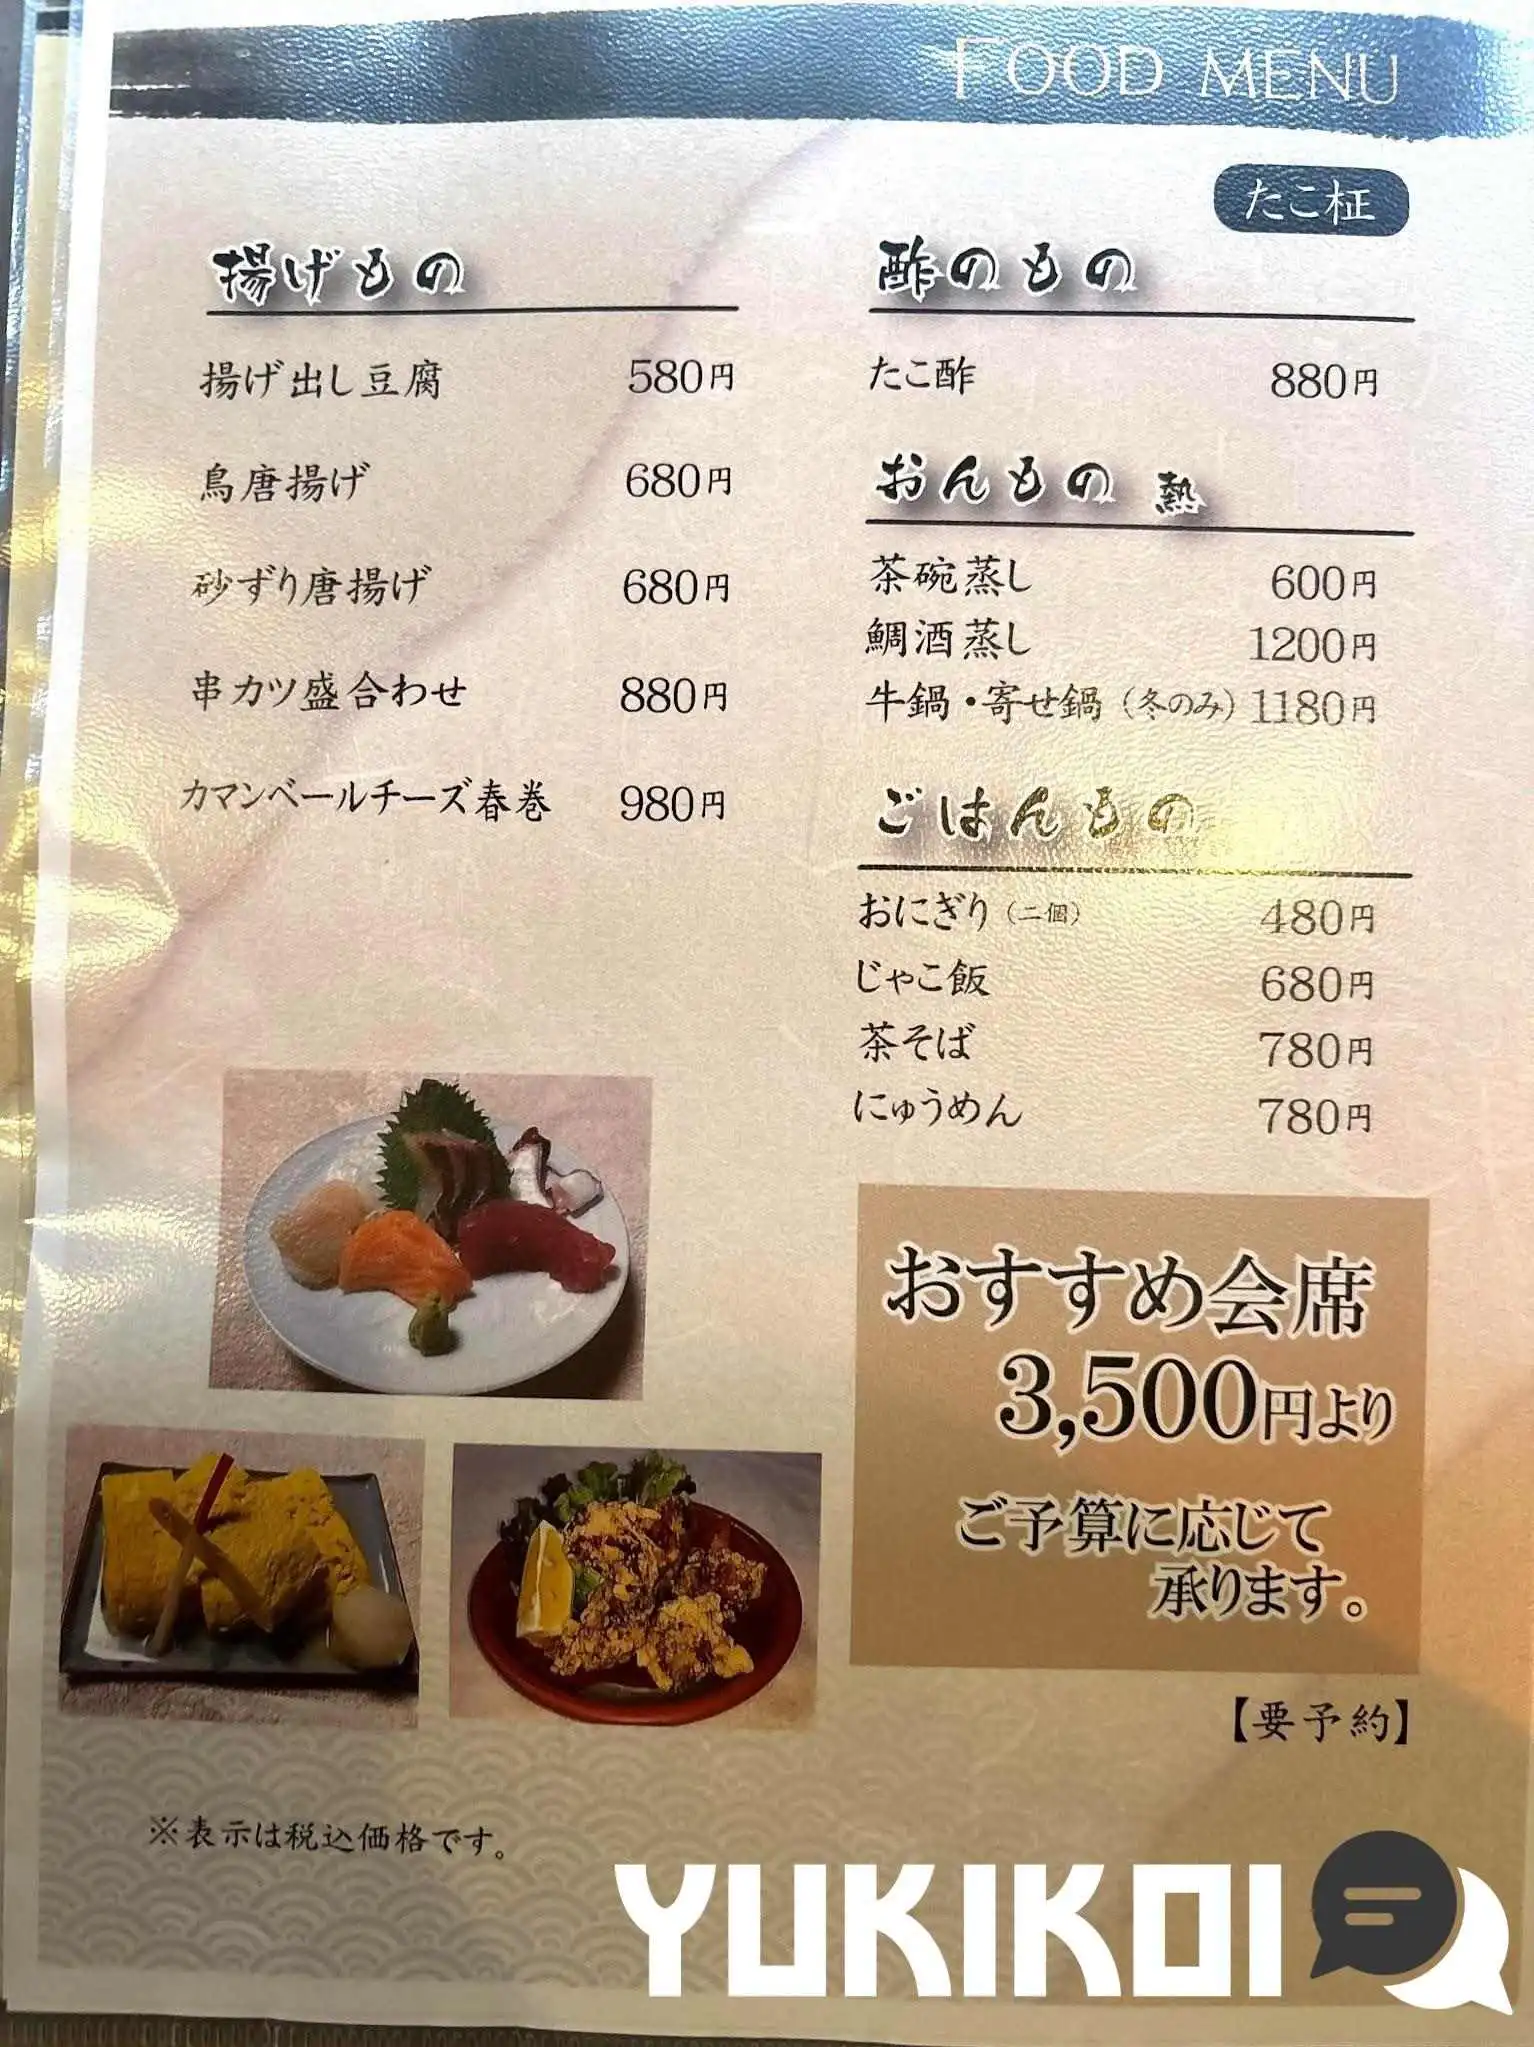 FOOD MENU
たこ柾
揚げもの
揚げ出し豆腐 580円
鳥唐揚げ 680円
砂ずり唐揚げ 680円
串カツ盛合わせ 880円
カマンベールチーズ春巻 980円
酢のもの
たこ酢 880円
おんもの 熱
茶碗蒸し 600円
鯛酒蒸し 1200円
牛鍋・寄せ鍋（冬のみ） 1180円
ごはんもの
おにぎり（二個） 480円
じゃこ飯 680円
茶そば 780円
にゅうめん 780円
おすすめ会席
3,500円より
ご予算に応じて
承ります。
【要予約】
※表示は税込価格です。
YUKIKOI